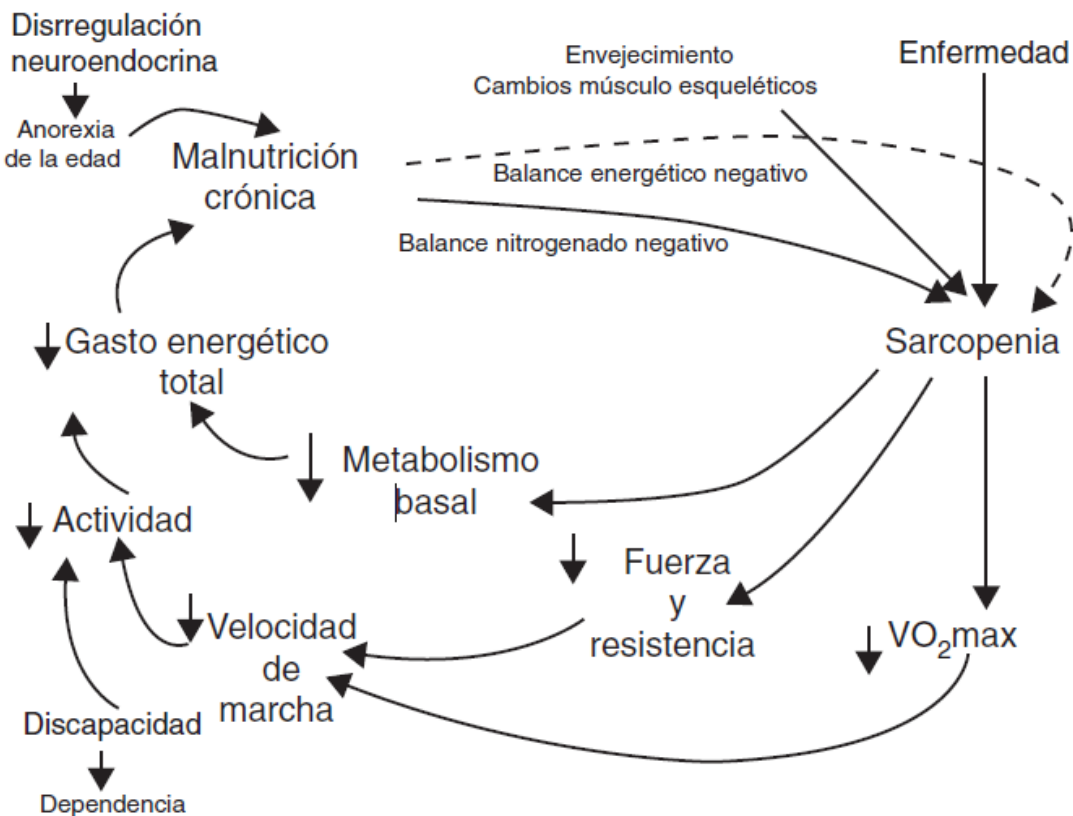 Disrregulación
neuroendocrina
Anorexia
de la edad
Malnutrición
crónica
Envejecimiento
Cambios músculo esqueléticos
Enfermedad
Balance energético negativo
Balance nitrogenado negativo
Sarcopenia
Gasto energético
total
Metabolismo
basal
Actividad
Fuerza
y
resistencia
Velocidad
de
marcha
VO₂max
Discapacidad
Dependencia